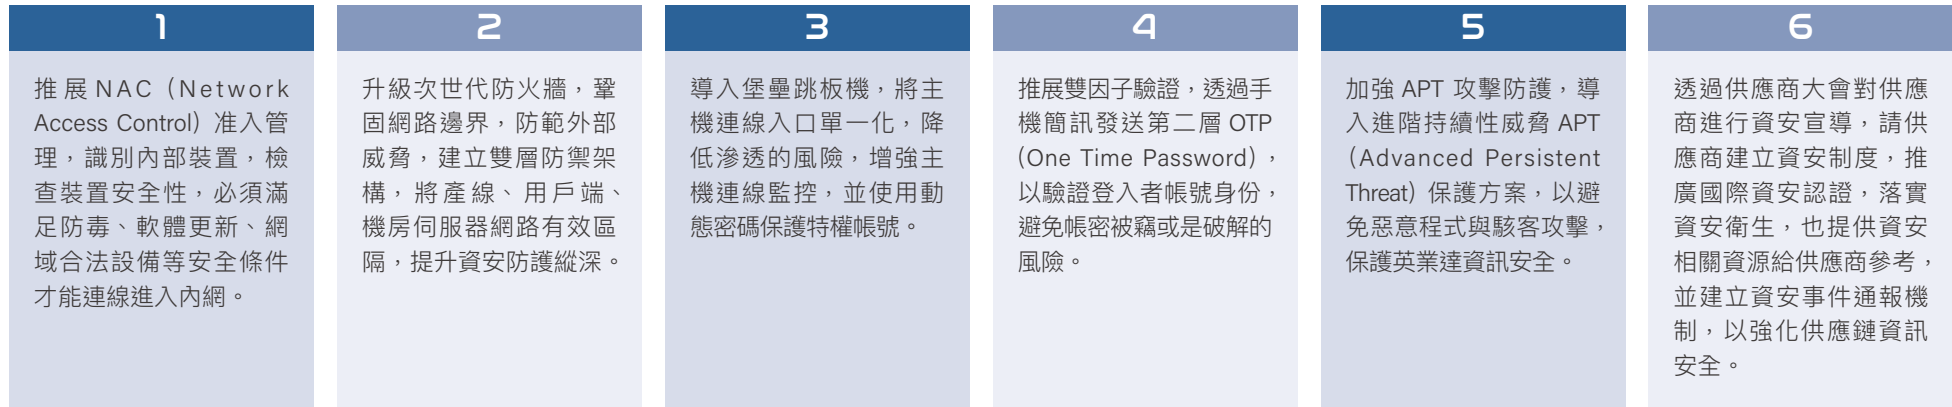 1
推展 NAC（Network
Access Control）准入管
理，識別內部裝置，檢
查裝置安全性，必須滿
足防毒、軟體更新、網
域合法設備等安全條件
才能連線進入內網。
2
升級次世代防火牆，鞏
固網路邊界，防範外部
威脅，建立雙層防禦架
構，將產線、用戶端、
機房伺服器網路有效區
隔，提升資安防護縱深。
3
導入堡壘跳板機，將主
機連線入口單一化，降
低滲透的風險，增強主
機連線監控，並使用動
態密碼保護特權帳號。
4
推展雙因子驗證，透過手
機簡訊發送第二層 OTP
（One Time Password），
以驗證登入者帳號身份，
避免帳密被竊或是破解的
風險。
5
加強 APT 攻擊防護，導
入進階持續性威脅 APT
（Advanced Persistent
Threat）保護方案，以避
免惡意程式與駭客攻擊，
保護英業達資訊安全。
6
透過供應商大會對供應
商進行資安宣導，請供
應商建立資安制度，推
廣國際資安認證，落實
資安衛生，也提供資安
相關資源給供應商參考，
並建立資安事件通報機
制，以強化供應鏈資訊
安全。